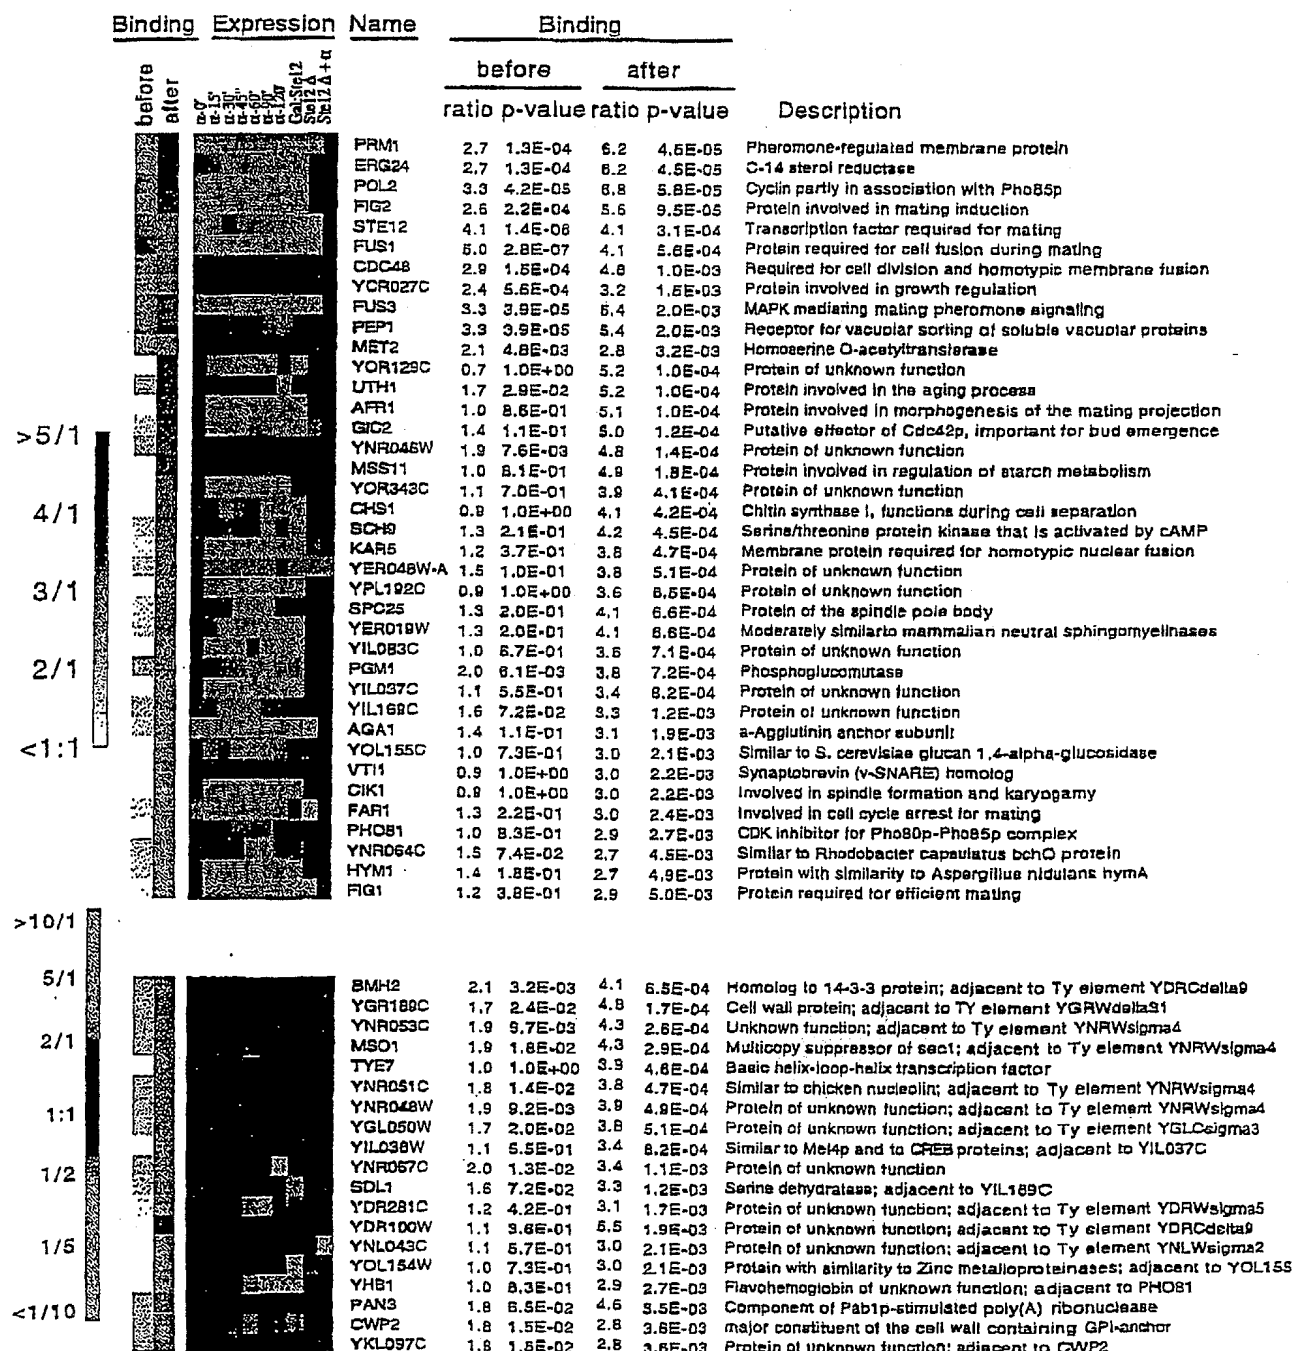 Binding Expression Name Binding
before after
before after α-0' α-15' α-30' α-45' α-60' α-90' α-120' Gal-Ste12 Ste12 Δ Ste12 Δ + α
ratio p-value ratio p-value Description
PRM1 2.7 1.3E-04 6.2 4.5E-05 Pheromone-regulated membrane protein
ERG24 2.7 1.3E-04 6.2 4.5E-05 C-14 sterol reductase
POL2 3.3 4.2E-05 6.8 5.8E-05 Cyclin partly in association with Pho85p
FIG2 2.6 2.2E-04 5.6 9.5E-05 Protein involved in mating induction
STE12 4.1 1.4E-06 4.1 3.1E-04 Transcription factor required for mating
FUS1 5.0 2.8E-07 4.1 5.6E-04 Protein required for cell fusion during mating
CDC48 2.9 1.5E-04 4.8 1.0E-03 Required for cell division and homotypic membrane fusion
YCR027C 2.4 5.6E-04 3.2 1.5E-03 Protein involved in growth regulation
FUS3 3.3 3.9E-05 5.4 2.0E-03 MAPK mediating mating pheromone signaling
PEP1 3.3 3.9E-05 5.4 2.0E-03 Receptor for vacuolar sorting of soluble vacuolar proteins
MET2 2.1 4.8E-03 2.8 3.2E-03 Homoserine O-acetyltransferase
YOR129C 0.7 1.0E+00 5.2 1.0E-04 Protein of unknown function
UTH1 1.7 2.9E-02 5.2 1.0E-04 Protein involved in the aging process
AFR1 1.0 8.6E-01 5.1 1.0E-04 Protein involved in morphogenesis of the mating projection
GIC2 1.4 1.1E-01 5.0 1.2E-04 Putative effector of Cdc42p, important for bud emergence
YNR046W 1.9 7.6E-03 4.8 1.4E-04 Protein of unknown function
MSS11 1.0 8.1E-01 4.9 1.8E-04 Protein involved in regulation of starch metabolism
YOR343C 1.1 7.0E-01 3.9 4.1E-04 Protein of unknown function
CHS1 0.9 1.0E+00 4.1 4.2E-04 Chitin synthase I, functions during cell separation
SCH9 1.3 2.1E-01 4.2 4.5E-04 Serine/threonine protein kinase that is activated by cAMP
KAR5 1.2 3.7E-01 3.8 4.7E-04 Membrane protein required for homotypic nuclear fusion
YER048W-A 1.5 1.0E-01 3.8 5.1E-04 Protein of unknown function
YPL192C 0.9 1.0E+00 3.6 6.5E-04 Protein of unknown function
SPC25 1.3 2.0E-01 4.1 6.6E-04 Protein of the spindle pole body
YER019W 1.3 2.0E-01 4.1 6.6E-04 Moderately similarto mammalian neutral sphingomyelinases
YIL083C 1.0 6.7E-01 3.6 7.1E-04 Protein of unknown function
PGM1 2.0 6.1E-03 3.8 7.2E-04 Phosphoglucomutase
YIL037C 1.1 5.5E-01 3.4 8.2E-04 Protein of unknown function
YIL169C 1.6 7.2E-02 3.3 1.2E-03 Protein of unknown function
AGA1 1.4 1.1E-01 3.1 1.9E-03 a-Agglutinin anchor subunit
YOL155C 1.0 7.3E-01 3.0 2.1E-03 Similar to S. cerevisiae glucan 1,4-alpha-glucosidase
VTI1 0.9 1.0E+00 3.0 2.2E-03 Synaptobrevin (v-SNARE) homolog
CIK1 0.9 1.0E+00 3.0 2.2E-03 Involved in spindle formation and karyogamy
FAR1 1.3 2.2E-01 3.0 2.4E-03 Involved in cell cycle arrest for mating
PHO81 1.0 8.3E-01 2.9 2.7E-03 CDK inhibitor for Pho80p-Pho85p complex
YNR064C 1.5 7.4E-02 2.7 4.5E-03 Similar to Rhodobacter capsulatus bchO protein
HYM1 1.4 1.8E-01 2.7 4.9E-03 Protein with similarity to Aspergillus nidulans hymA
FIG1 1.2 3.8E-01 2.9 5.0E-03 Protein required for efficient mating
>5/1
4/1
3/1
2/1
<1:1
>10/1
5/1
2/1
1:1
1/2
1/5
<1/10
BMH2 2.1 3.2E-03 4.1 6.5E-04 Homolog to 14-3-3 protein; adjacent to Ty element YDRCdelta9
YGR189C 1.7 2.4E-02 4.8 1.7E-04 Cell wall protein; adjacent to TY element YGRWdelta31
YNR053C 1.9 9.7E-03 4.3 2.6E-04 Unknown function; adjacent to Ty element YNRWsigma4
MSO1 1.9 1.8E-02 4.3 2.9E-04 Multicopy suppressor of sec1; adjacent to Ty element YNRWsigma4
TYE7 1.0 1.0E+00 3.9 4.6E-04 Basic helix-loop-helix transcription factor
YNR051C 1.8 1.4E-02 3.8 4.7E-04 Similar to chicken nucleolin; adjacent to Ty element YNRWsigma4
YNR048W 1.9 9.2E-03 3.9 4.9E-04 Protein of unknown function; adjacent to Ty element YNRWsigma4
YGL050W 1.7 2.0E-02 3.8 5.1E-04 Protein of unknown function; adjacent to Ty element YGLCsigma3
YIL038W 1.1 5.5E-01 3.4 8.2E-04 Similar to Met4p and to CREB proteins; adjacent to YIL037C
YNR067C 2.0 1.3E-02 3.4 1.1E-03 Protein of unknown function
SDL1 1.6 7.2E-02 3.3 1.2E-03 Serine dehydratase; adjacent to YIL169C
YDR281C 1.2 4.2E-01 3.1 1.7E-03 Protein of unknown function; adjacent to Ty element YDRWsigma5
YDR100W 1.1 3.6E-01 5.5 1.9E-03 Protein of unknown function; adjacent to Ty element YDRCdelta9
YNL043C 1.1 5.7E-01 3.0 2.1E-03 Protein of unknown function; adjacent to Ty element YNLWsigma2
YOL154W 1.0 7.3E-01 3.0 2.1E-03 Protein with similarity to Zinc metalloproteinases; adjacent to YOL155
YHB1 1.0 8.3E-01 2.9 2.7E-03 Flavohemoglobin of unknown function; adjacent to PHO81
PAN3 1.8 6.5E-02 4.6 3.5E-03 Component of Pab1p-stimulated poly(A) ribonuclease
CWP2 1.8 1.5E-02 2.8 3.6E-03 major constituent of the cell wall containing GPI-anchor
YKL097C 1.8 1.5E-02 2.8 3.6E-03 Protein of unknown function; adjacent to CWP2